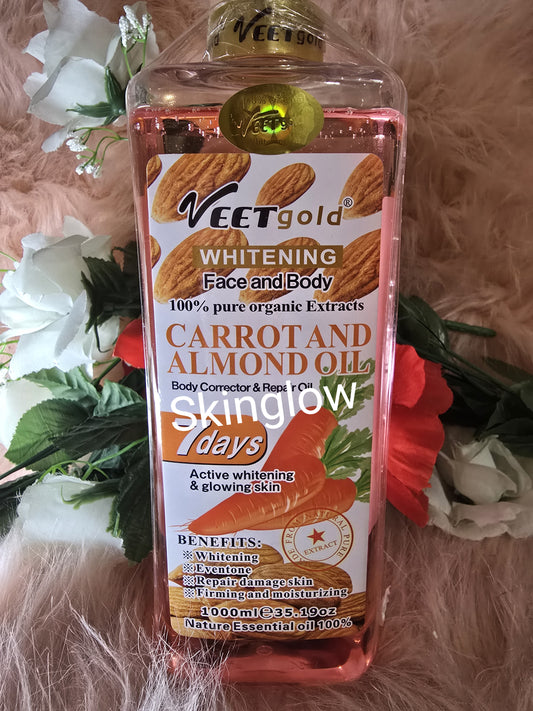 VEETgold
VEETgold
VEETgold®
WHITENING
Face and Body
100% pure organic Extracts
CARROT AND
ALMOND OIL
Body Corrector & Repair Oil
Skinglow
7days
Active whitening
& glowing skin
BENEFITS:
※Whitening
※Eventone
※Repair damage skin
※Firming and moisturizing
EXTRACT
1000ml℮35.19oz
Nature Essential oil 100%